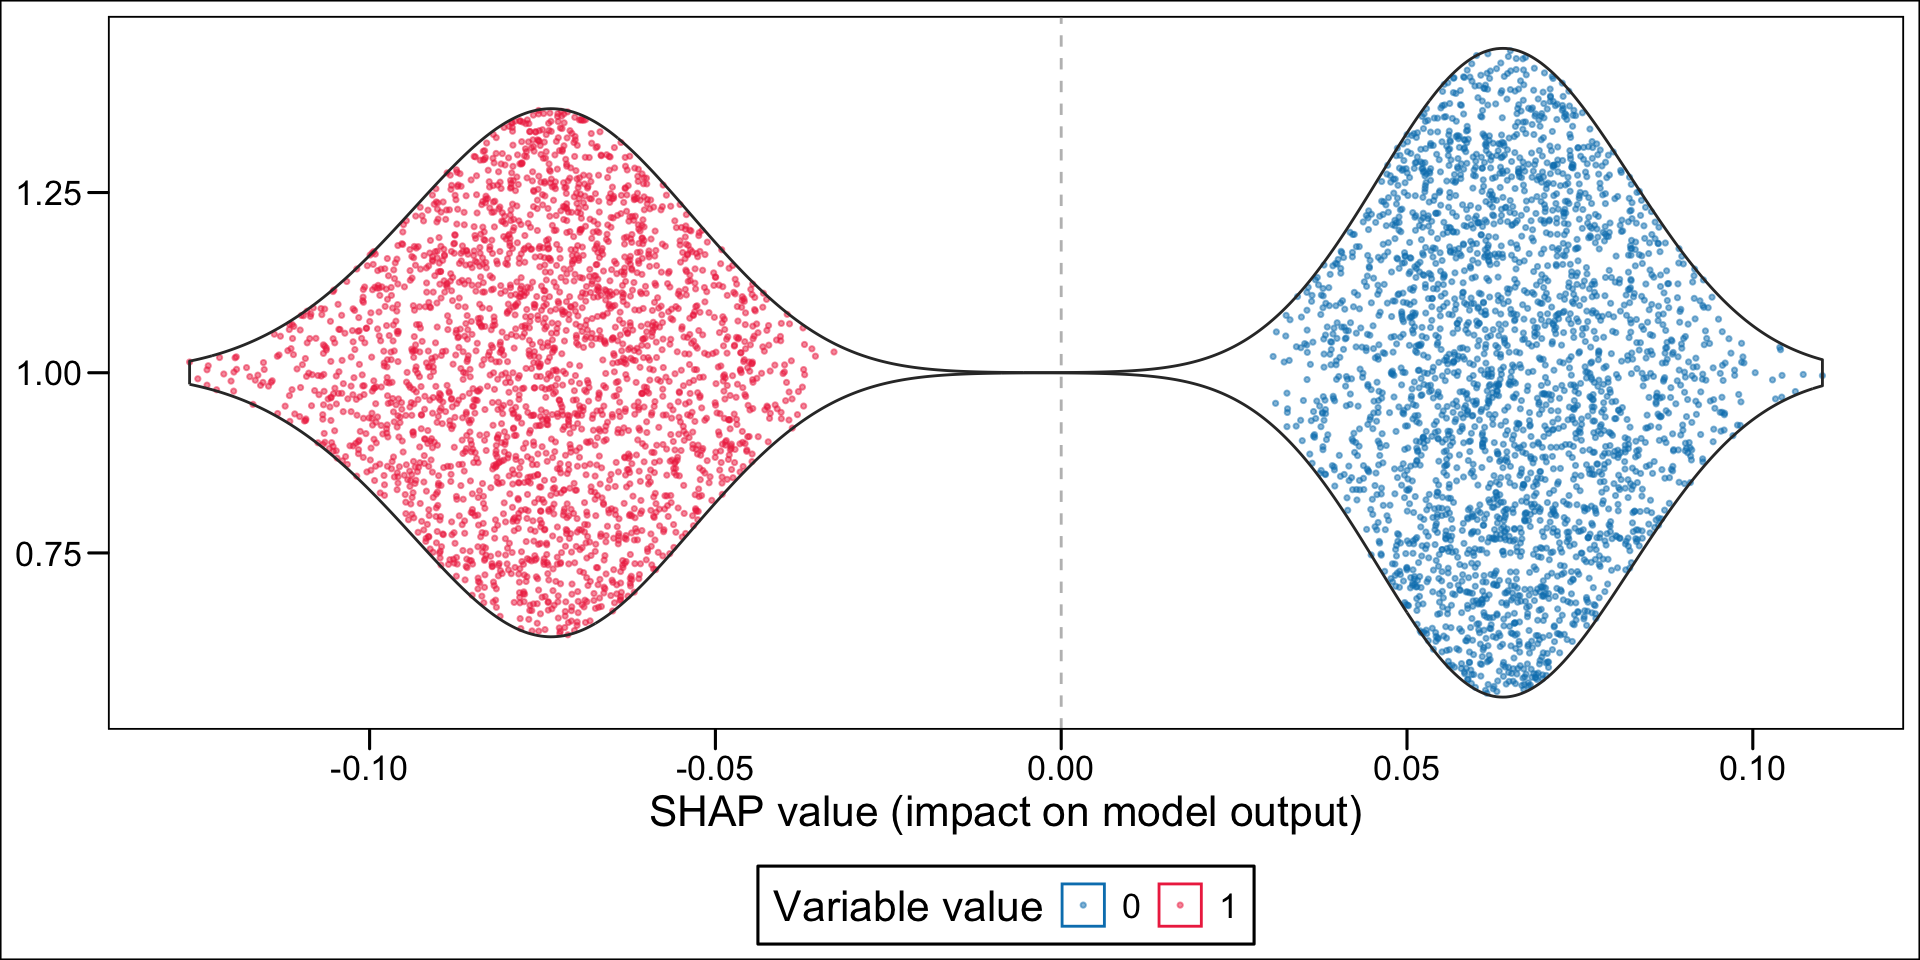 1.25
1.00
0.75
-0.10 -0.05 0.00 0.05 0.10
SHAP value (impact on model output)
Variable value 0 1